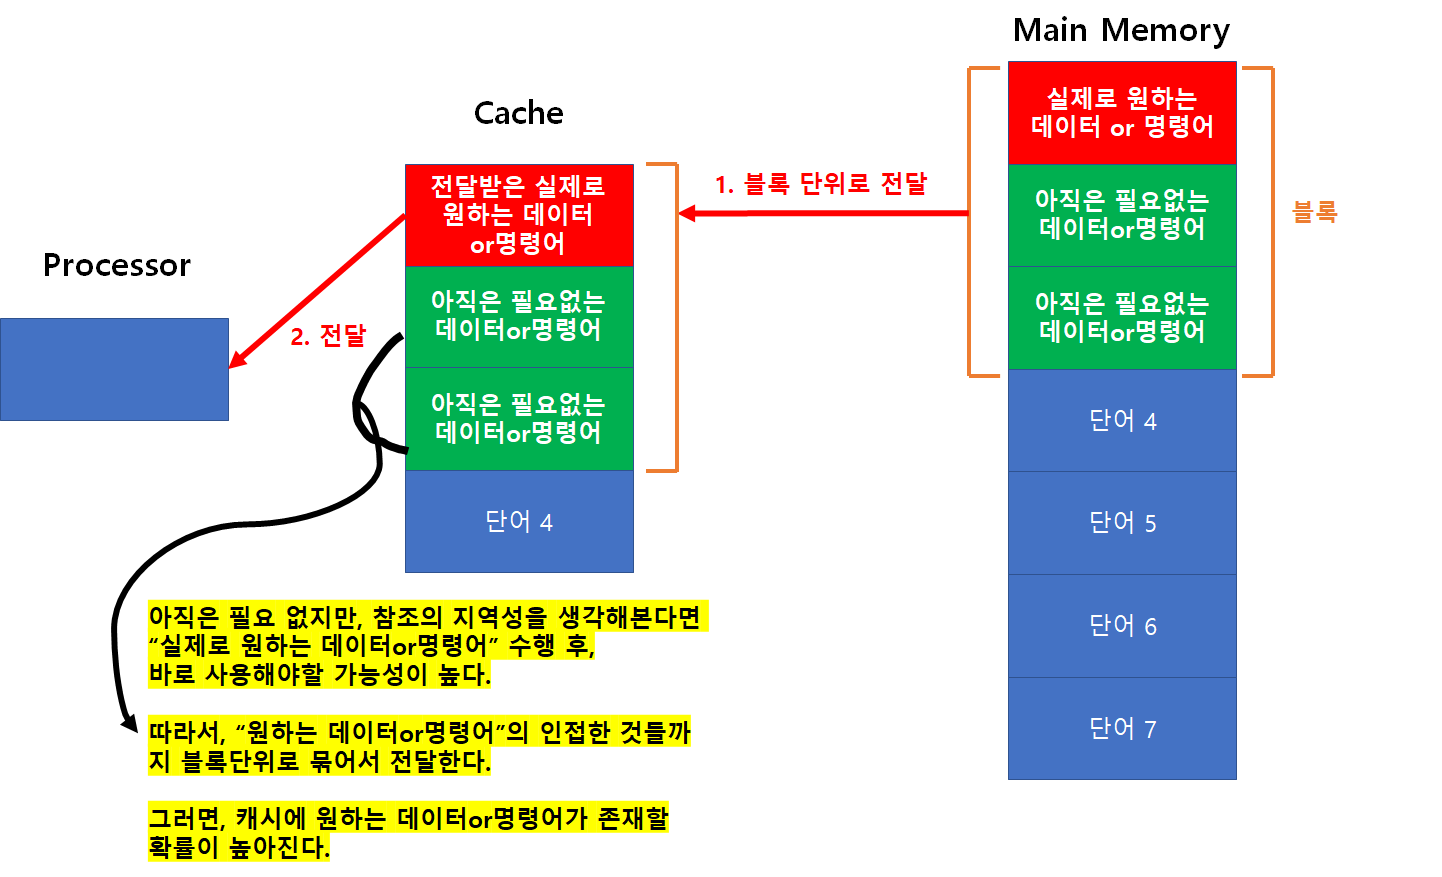 Main Memory
실제로 원하는
데이터 or 명령어
아직은 필요없는
데이터or명령어
아직은 필요없는
데이터or명령어
단어 4
단어 5
단어 6
단어 7
블록
1. 블록 단위로 전달
Cache
전달받은 실제로
원하는 데이터
or명령어
아직은 필요없는
데이터or명령어
아직은 필요없는
데이터or명령어
단어 4
Processor
2. 전달
아직은 필요 없지만, 참조의 지역성을 생각해본다면
“실제로 원하는 데이터or명령어” 수행 후,
바로 사용해야할 가능성이 높다.
따라서, “원하는 데이터or명령어”의 인접한 것들까
지 블록단위로 묶어서 전달한다.
그러면, 캐시에 원하는 데이터or명령어가 존재할
확률이 높아진다.